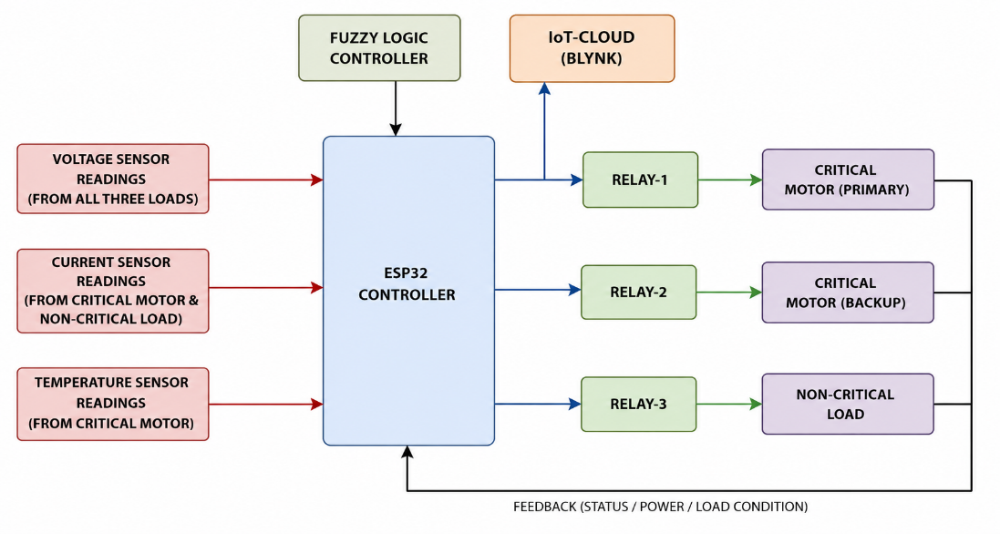 FUZZY LOGIC
CONTROLLER
IoT-CLOUD
(BLYNK)
VOLTAGE SENSOR
READINGS
(FROM ALL THREE LOADS)
CURRENT SENSOR
READINGS
(FROM CRITICAL MOTOR &
NON-CRITICAL LOAD)
TEMPERATURE SENSOR
READINGS
(FROM CRITICAL MOTOR)
ESP32
CONTROLLER
RELAY-1
CRITICAL
MOTOR (PRIMARY)
RELAY-2
CRITICAL
MOTOR (BACKUP)
RELAY-3
NON-CRITICAL
LOAD
FEEDBACK (STATUS / POWER / LOAD CONDITION)